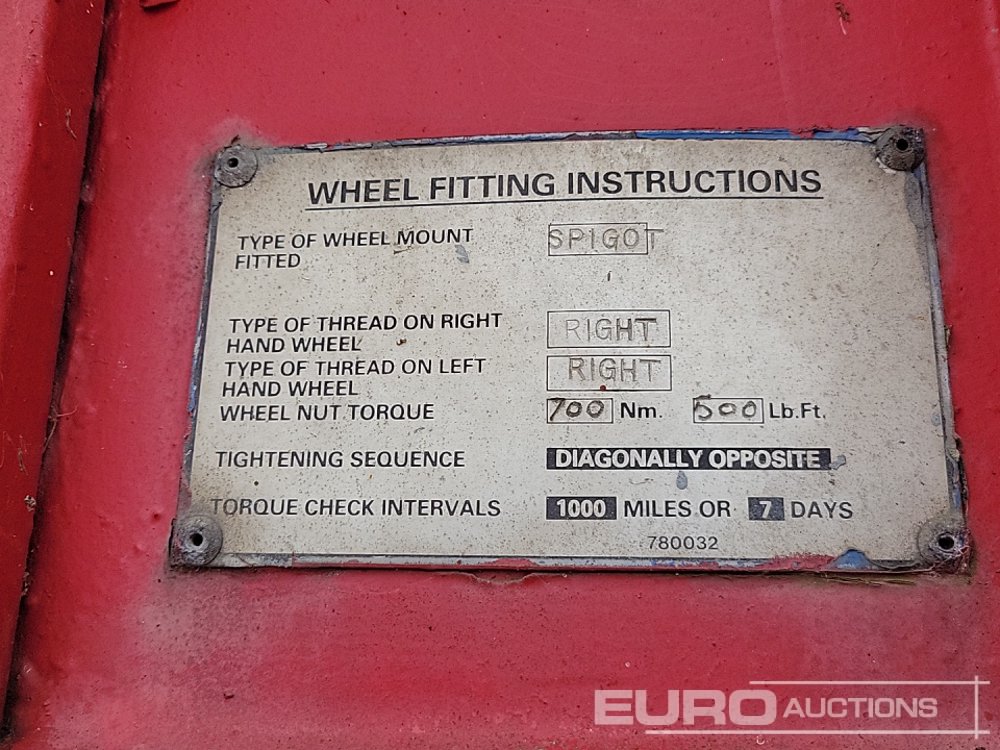 WHEEL FITTING INSTRUCTIONS
TYPE OF WHEEL MOUNT SPIGOT
FITTED
TYPE OF THREAD ON RIGHT RIGHT
HAND WHEEL
TYPE OF THREAD ON LEFT RIGHT
HAND WHEEL
WHEEL NUT TORQUE 700 Nm. 500 Lb.Ft.
TIGHTENING SEQUENCE DIAGONALLY OPPOSITE
TORQUE CHECK INTERVALS 1000 MILES OR 7 DAYS
780032
EURO AUCTIONS